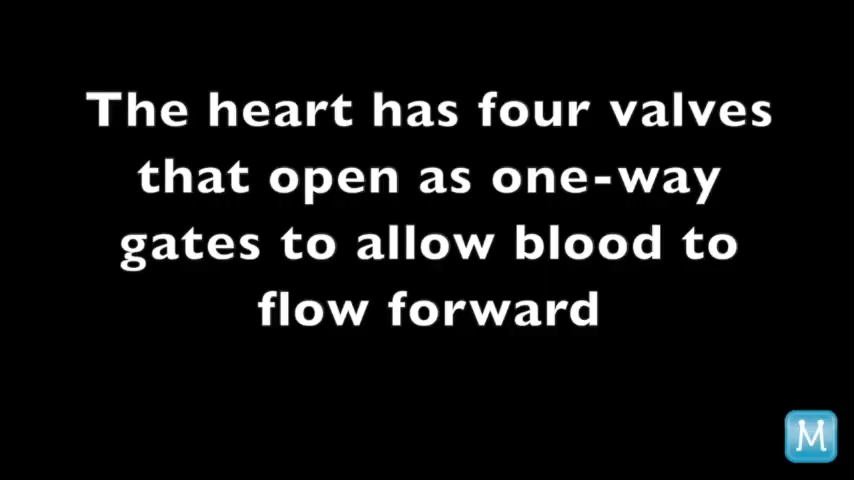 The heart has four valves
that open as one-way
gates to allow blood to
flow forward
M